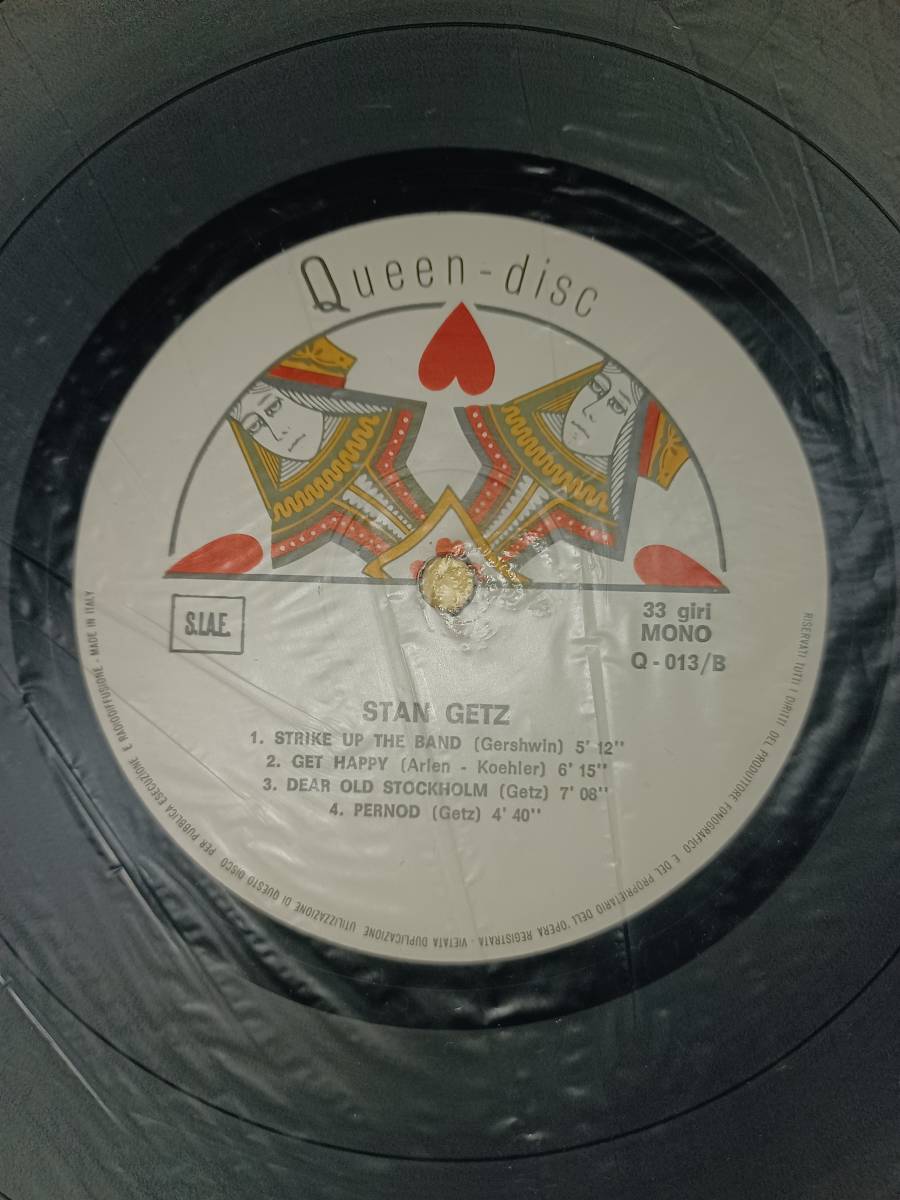 Queen-disc
S.I.A.E.
33 giri
MONO
Q - 013/B
STAN GETZ
1. STRIKE UP THE BAND (Gershwin) 5' 12''
2. GET HAPPY (Arlen - Koehler) 6' 15''
3. DEAR OLD STOCKHOLM (Getz) 7' 08''
4. PERNOD (Getz) 4' 40''
RISERVATI TUTTI I DIRITTI DEL PRODUTTORE FONOGRAFICO E DEL PROPRIETARIO DELL'OPERA REGISTRATA - VIETATA DUPLICAZIONE UTILIZZAZIONE DI QUESTO DISCO PER PUBBLICA ESECUZIONE E RADIODIFFUSIONE - MADE IN ITALY